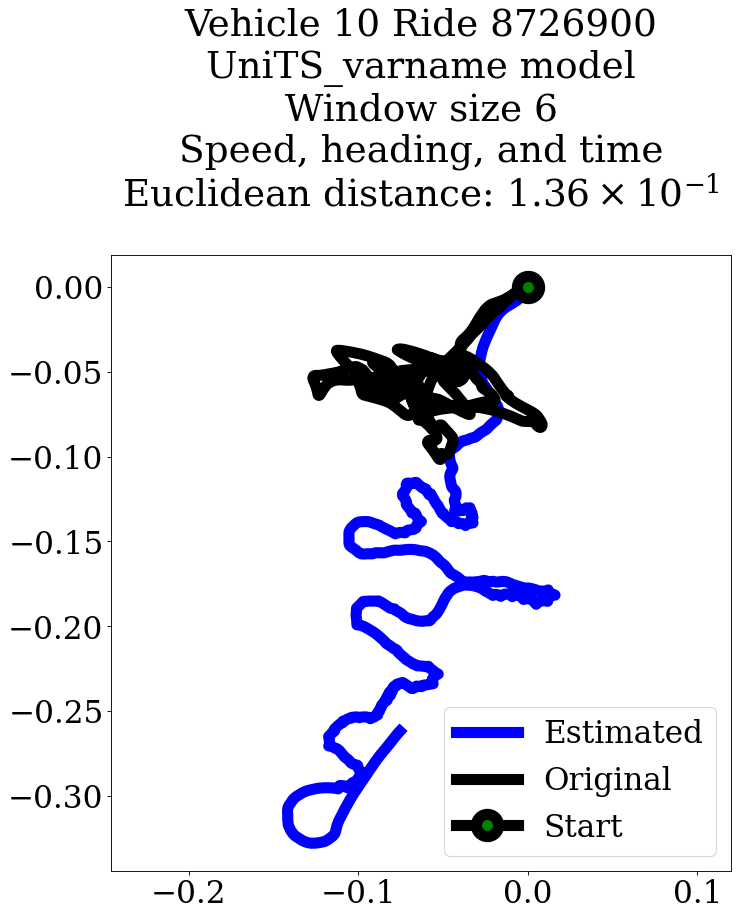 Vehicle 10 Ride 8726900
UniTS_varname model
Window size 6
Speed, heading, and time
Euclidean distance: 1.36 × 10⁻¹
0.00
−0.05
−0.10
−0.15
−0.20
−0.25
−0.30
Estimated
Original
Start
−0.2
−0.1
0.0
0.1